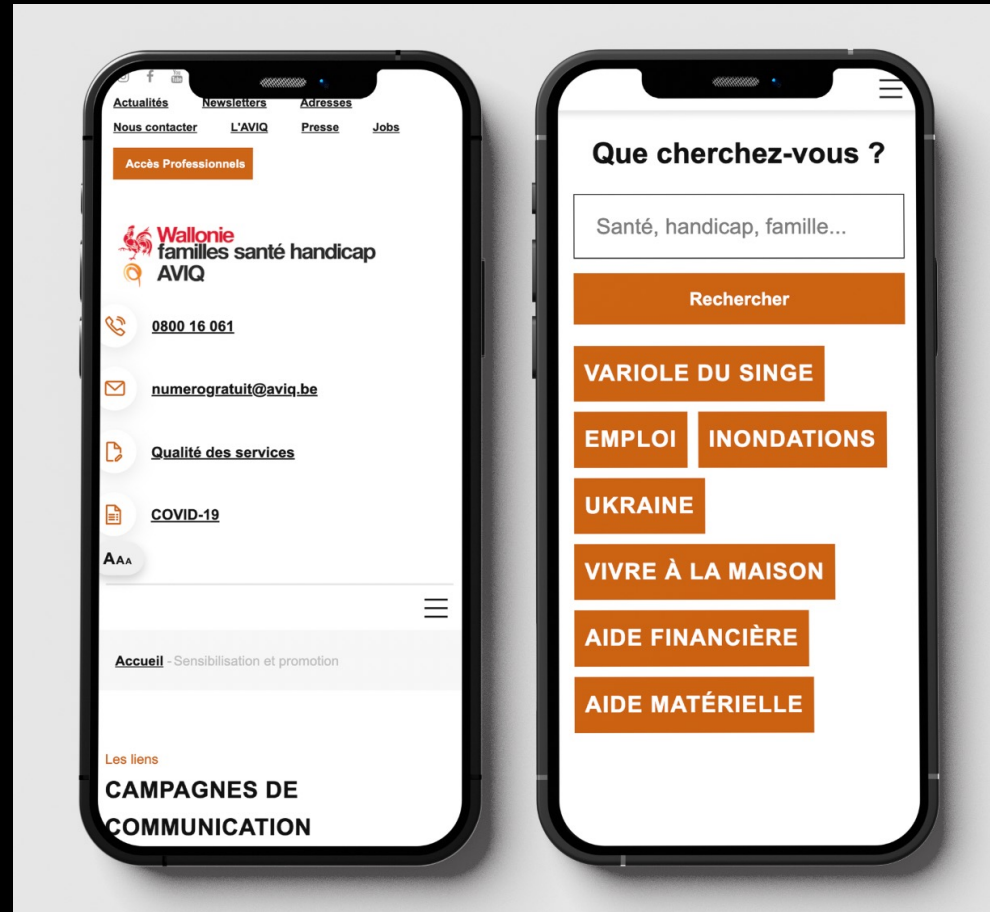 Actualités Newsletters Adresses
Nous contacter L'AVIQ Presse Jobs
Accès Professionnels
Wallonie
familles santé handicap
AVIQ
0800 16 061
numerogratuit@aviq.be
Qualité des services
COVID-19
AAA
Accueil - Sensibilisation et promotion
Les liens
CAMPAGNES DE
COMMUNICATION
Que cherchez-vous ?
Santé, handicap, famille...
Rechercher
VARIOLE DU SINGE
EMPLOI INONDATIONS
UKRAINE
VIVRE À LA MAISON
AIDE FINANCIÈRE
AIDE MATÉRIELLE